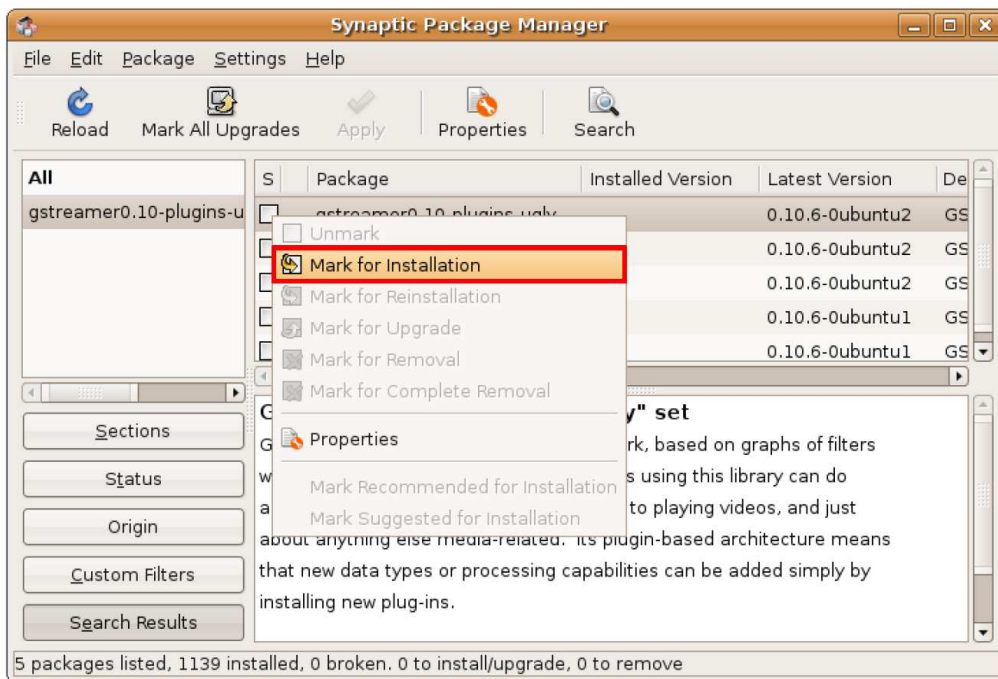 Synaptic Package Manager
File Edit Package Settings Help
Reload Mark All Upgrades Apply Properties Search
All
gstreamer0.10-plugins-u
S Package Installed Version Latest Version De
gstreamer0.10-plugins-ugly 0.10.6-0ubuntu2 GS
0.10.6-0ubuntu2 GS
0.10.6-0ubuntu2 GS
0.10.6-0ubuntu1 GS
0.10.6-0ubuntu1 GS
Unmark
Mark for Installation
Mark for Reinstallation
Mark for Upgrade
Mark for Removal
Mark for Complete Removal
Properties
Mark Recommended for Installation
Mark Suggested for Installation
Sections
Status
Origin
Custom Filters
Search Results
y" set
rk, based on graphs of filters
s using this library can do
to playing videos, and just
about anything else media-related. Its plugin-based architecture means
that new data types or processing capabilities can be added simply by
installing new plug-ins.
5 packages listed, 1139 installed, 0 broken. 0 to install/upgrade, 0 to remove